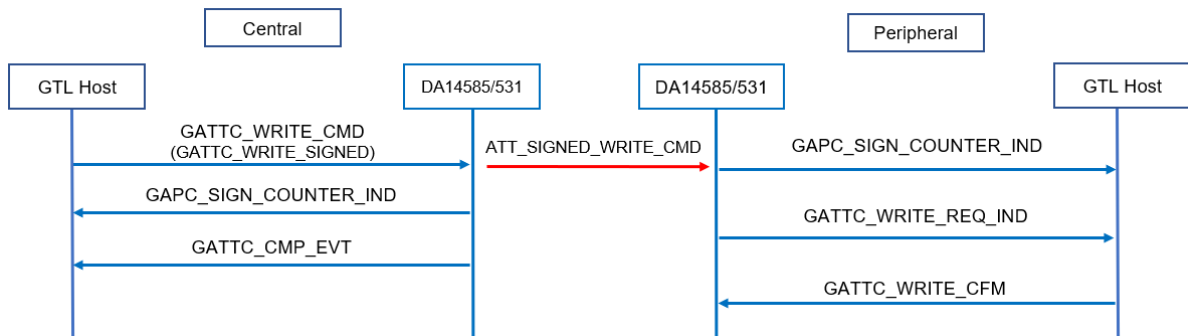 Central
Peripheral
GTL Host
DA14585/531
DA14585/531
GTL Host
GATTC_WRITE_CMD
(GATTC_WRITE_SIGNED)
ATT_SIGNED_WRITE_CMD
GAPC_SIGN_COUNTER_IND
GAPC_SIGN_COUNTER_IND
GATTC_WRITE_REQ_IND
GATTC_CMP_EVT
GATTC_WRITE_CFM